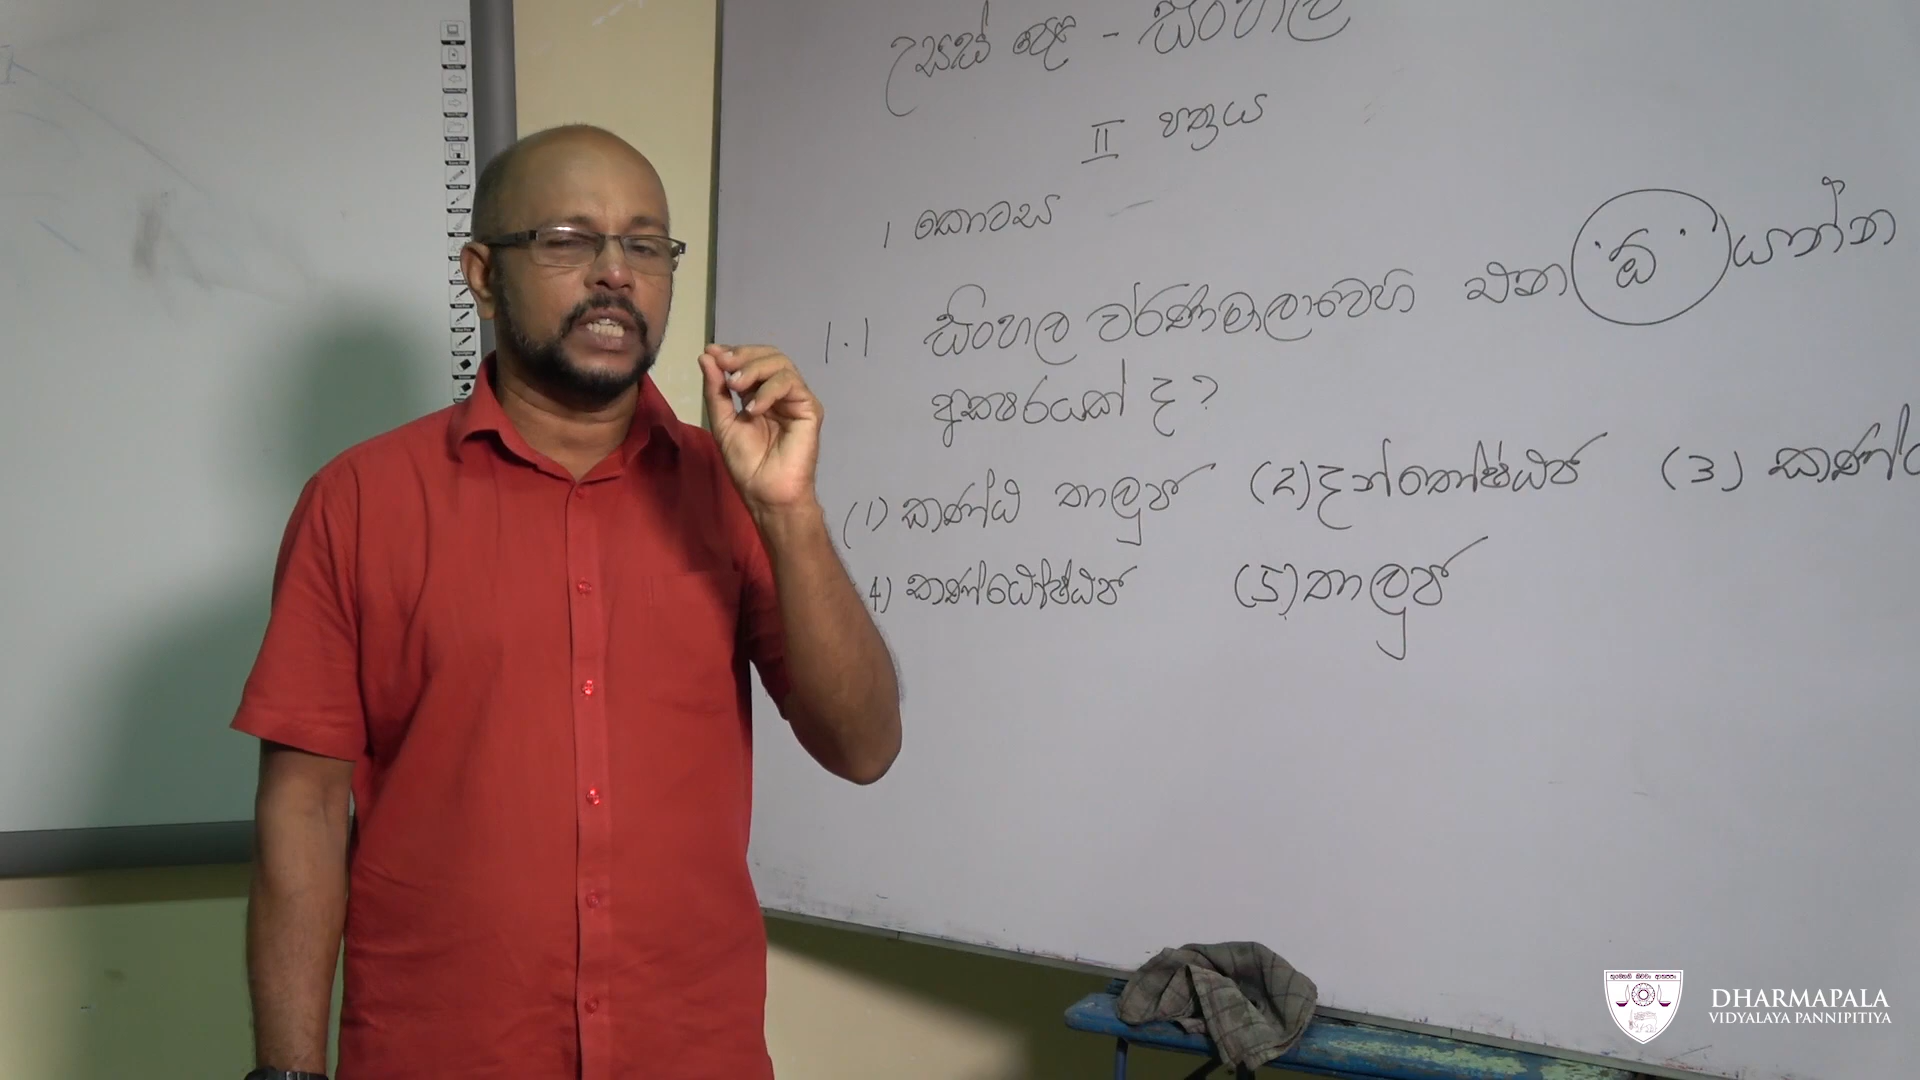 උසස් පෙළ - සිංහල
II පත්‍රය
1 කොටස
1.1 සිංහල වර්ණමාලාවෙහි එන 'ඕ' යන්න
අක්ෂරයක් ද?
(1) කණ්ඨ තාලුජ (2) දන්තෝෂ්ඨජ (3)
4) කණ්ඨෝෂ්ඨජ (5) තාලුජ
DHARMAPALA
VIDYALAYA PANNIPITIYA